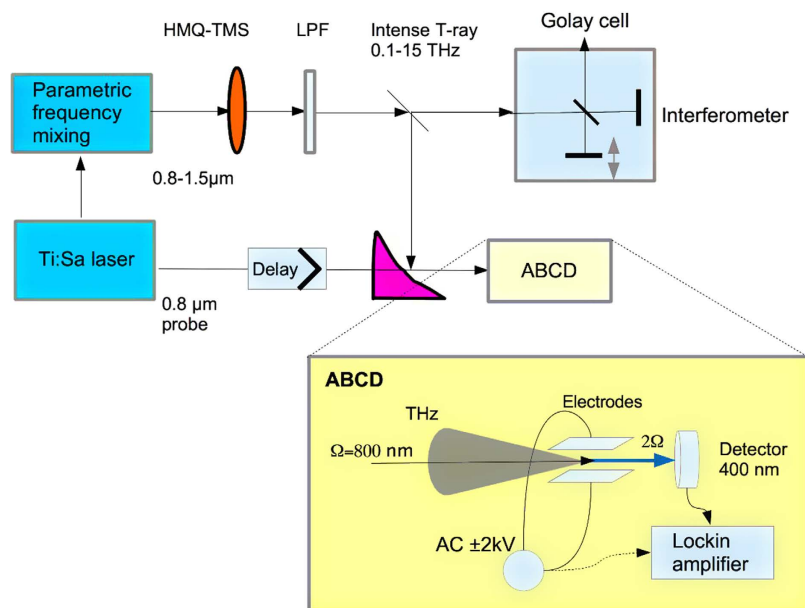 HMQ-TMS
LPF
Intense T-ray
0.1-15 THz
Golay cell
Parametric
frequency
mixing
Interferometer
0.8-1.5µm
Ti:Sa laser
Delay
ABCD
0.8 µm
probe
ABCD
THz
Electrodes
Ω=800 nm
2Ω
Detector
400 nm
AC ±2kV
Lockin
amplifier